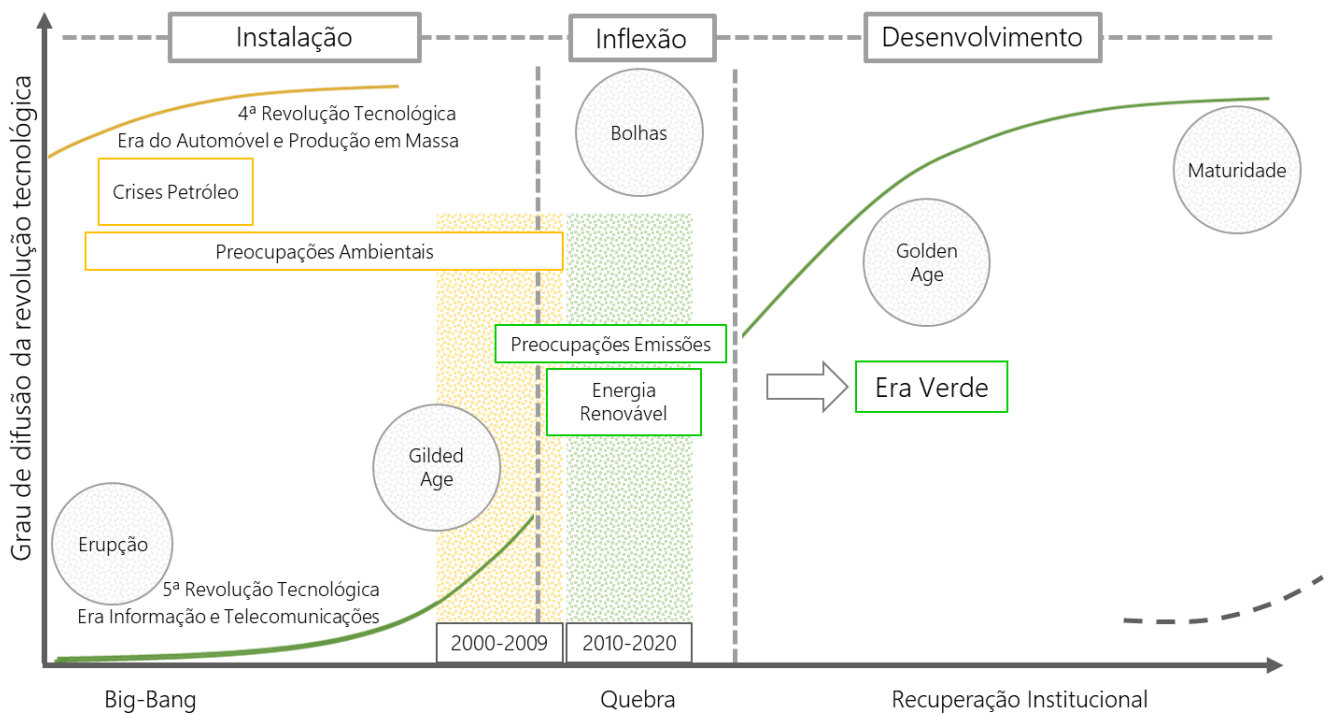 Grau de difusão da revolução tecnológica
Instalação
Inflexão
Desenvolvimento
4ª Revolução Tecnológica
Era do Automóvel e Produção em Massa
Bolhas
Maturidade
Crises Petróleo
Preocupações Ambientais
Golden
Age
Preocupações Emissões
Energia
Renovável
Era Verde
Gilded
Age
Erupção
5ª Revolução Tecnológica
Era Informação e Telecomunicações
2000-2009
2010-2020
Big-Bang
Quebra
Recuperação Institucional